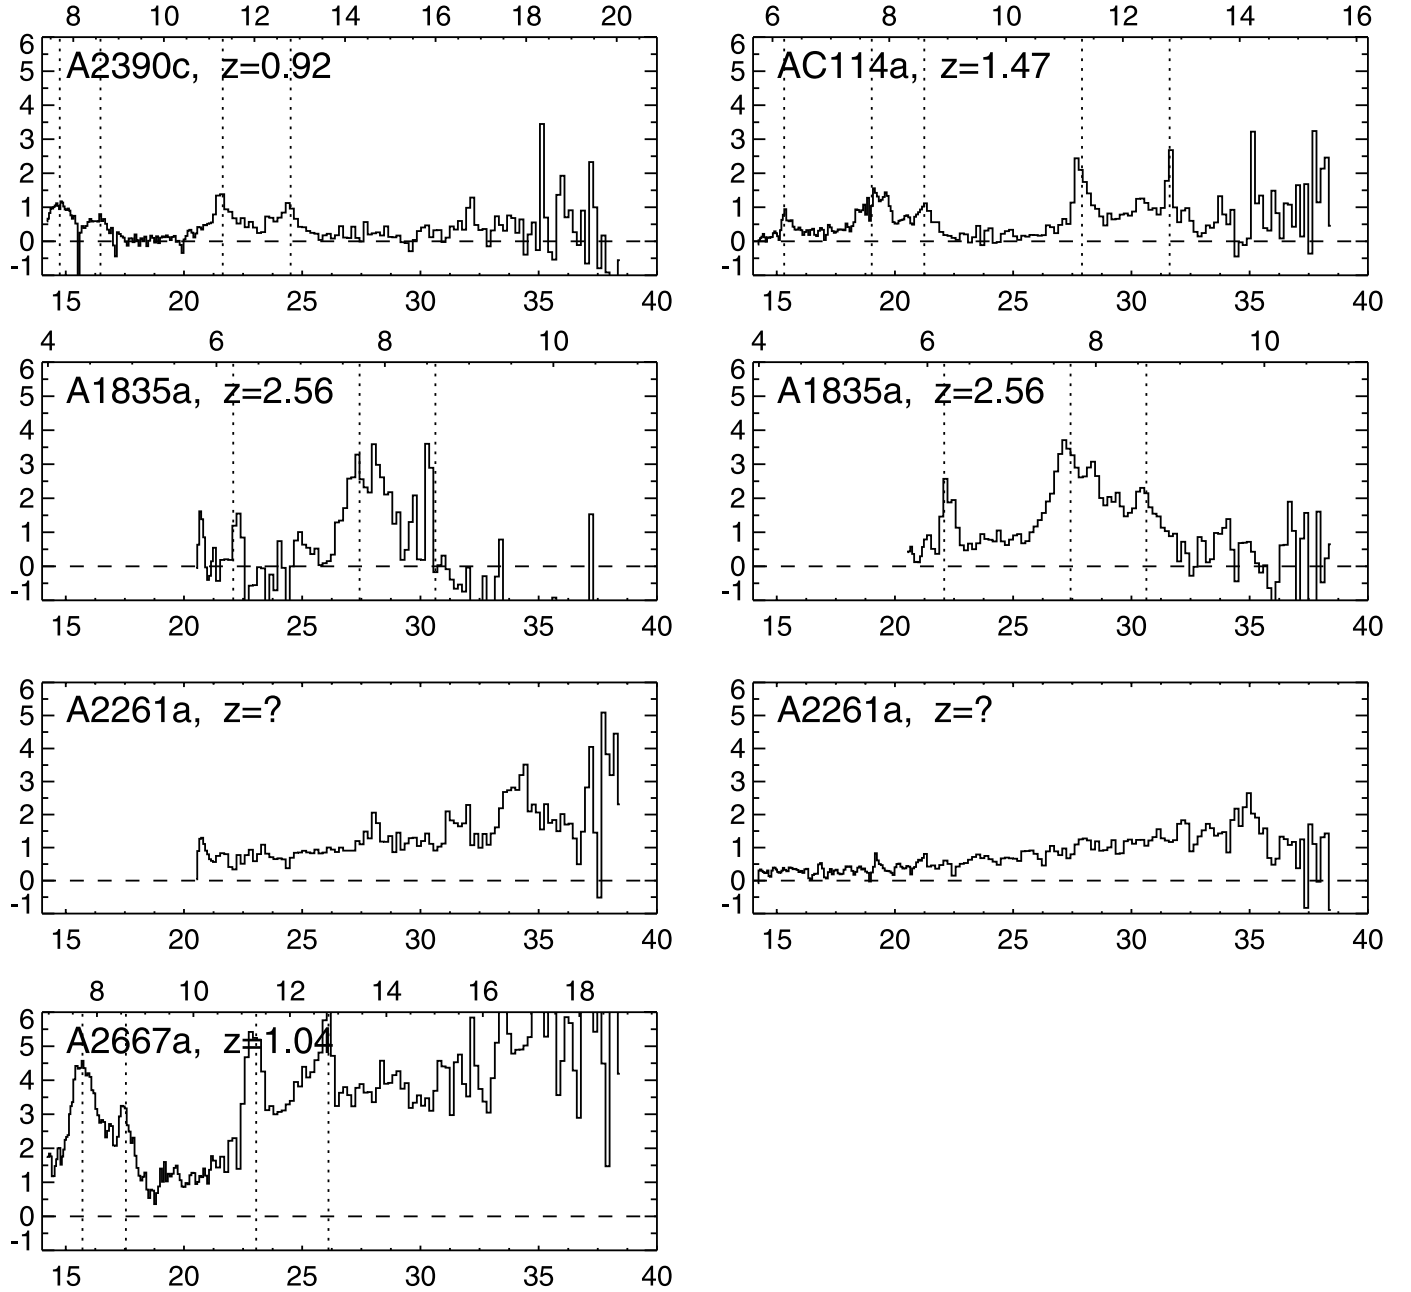 8 10 12 14 16 18 20
6 8 10 12 14 16
A2390c, z=0.92
AC114a, z=1.47
6 5 4 3 2 1 0 -1
6 5 4 3 2 1 0 -1
15 20 25 30 35 40
15 20 25 30 35 40
4 6 8 10
4 6 8 10
A1835a, z=2.56
A1835a, z=2.56
6 5 4 3 2 1 0 -1
6 5 4 3 2 1 0 -1
15 20 25 30 35 40
15 20 25 30 35 40
A2261a, z=?
A2261a, z=?
6 5 4 3 2 1 0 -1
6 5 4 3 2 1 0 -1
15 20 25 30 35 40
15 20 25 30 35 40
8 10 12 14 16 18
A2667a, z=1.04
6 5 4 3 2 1 0 -1
15 20 25 30 35 40